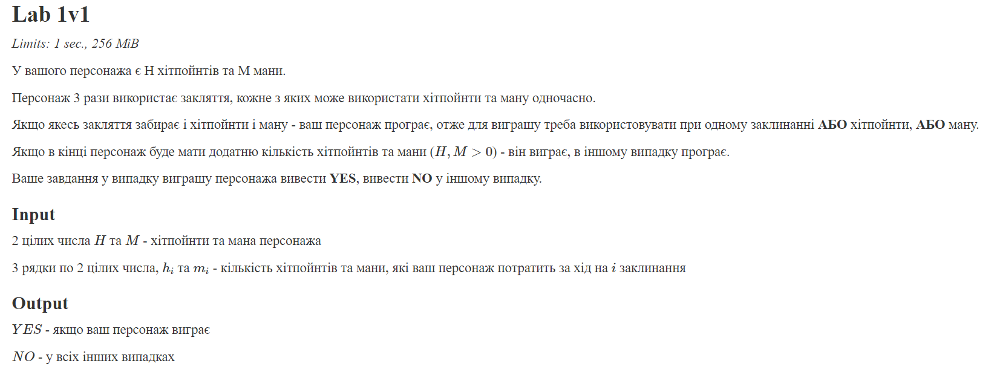 Lab 1v1
Limits: 1 sec., 256 MiB
У вашого персонажа є H хітпойнтів та M мани.
Персонаж 3 рази використає закляття, кожне з яких може використати хітпойнти та ману одночасно.
Якщо якесь закляття забирає і хітпойнти і ману - ваш персонаж програє, отже для виграшу треба використовувати при одному заклинанні АБО хітпойнти, АБО ману.
Якщо в кінці персонаж буде мати додатню кількість хітпойнтів та мани (H, M > 0) - він виграє, в іншому випадку програє.
Ваше завдання у випадку виграшу персонажа вивести YES, вивести NO у іншому випадку.
Input
2 цілих числа H та M - хітпойнти та мана персонажа
3 рядки по 2 цілих числа, hᵢ та mᵢ - кількість хітпойнтів та мани, які ваш персонаж потратить за хід на i заклинання
Output
YES - якщо ваш персонаж виграє
NO - у всіх інших випадках